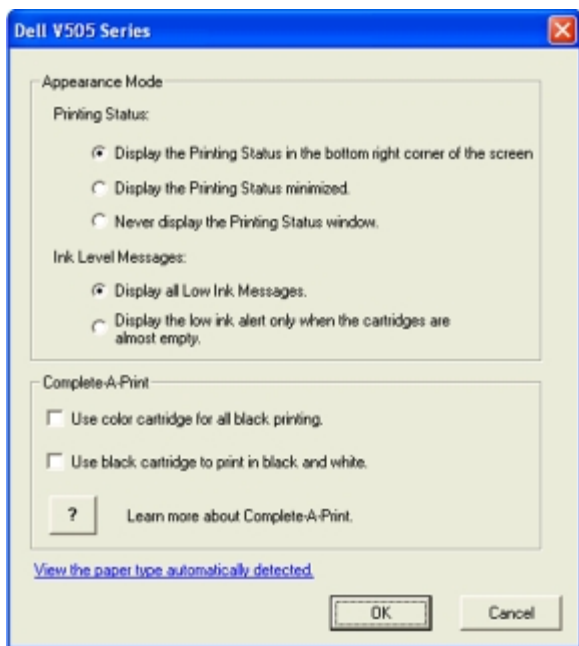 Dell V505 Series
Appearance Mode
Printing Status:
Display the Printing Status in the bottom right corner of the screen
Display the Printing Status minimized.
Never display the Printing Status window.
Ink Level Messages:
Display all Low Ink Messages.
Display the low ink alert only when the cartridges are
almost empty.
Complete-A-Print
Use color cartridge for all black printing.
Use black cartridge to print in black and white.
?
Learn more about Complete-A-Print.
View the paper type automatically detected.
OK
Cancel